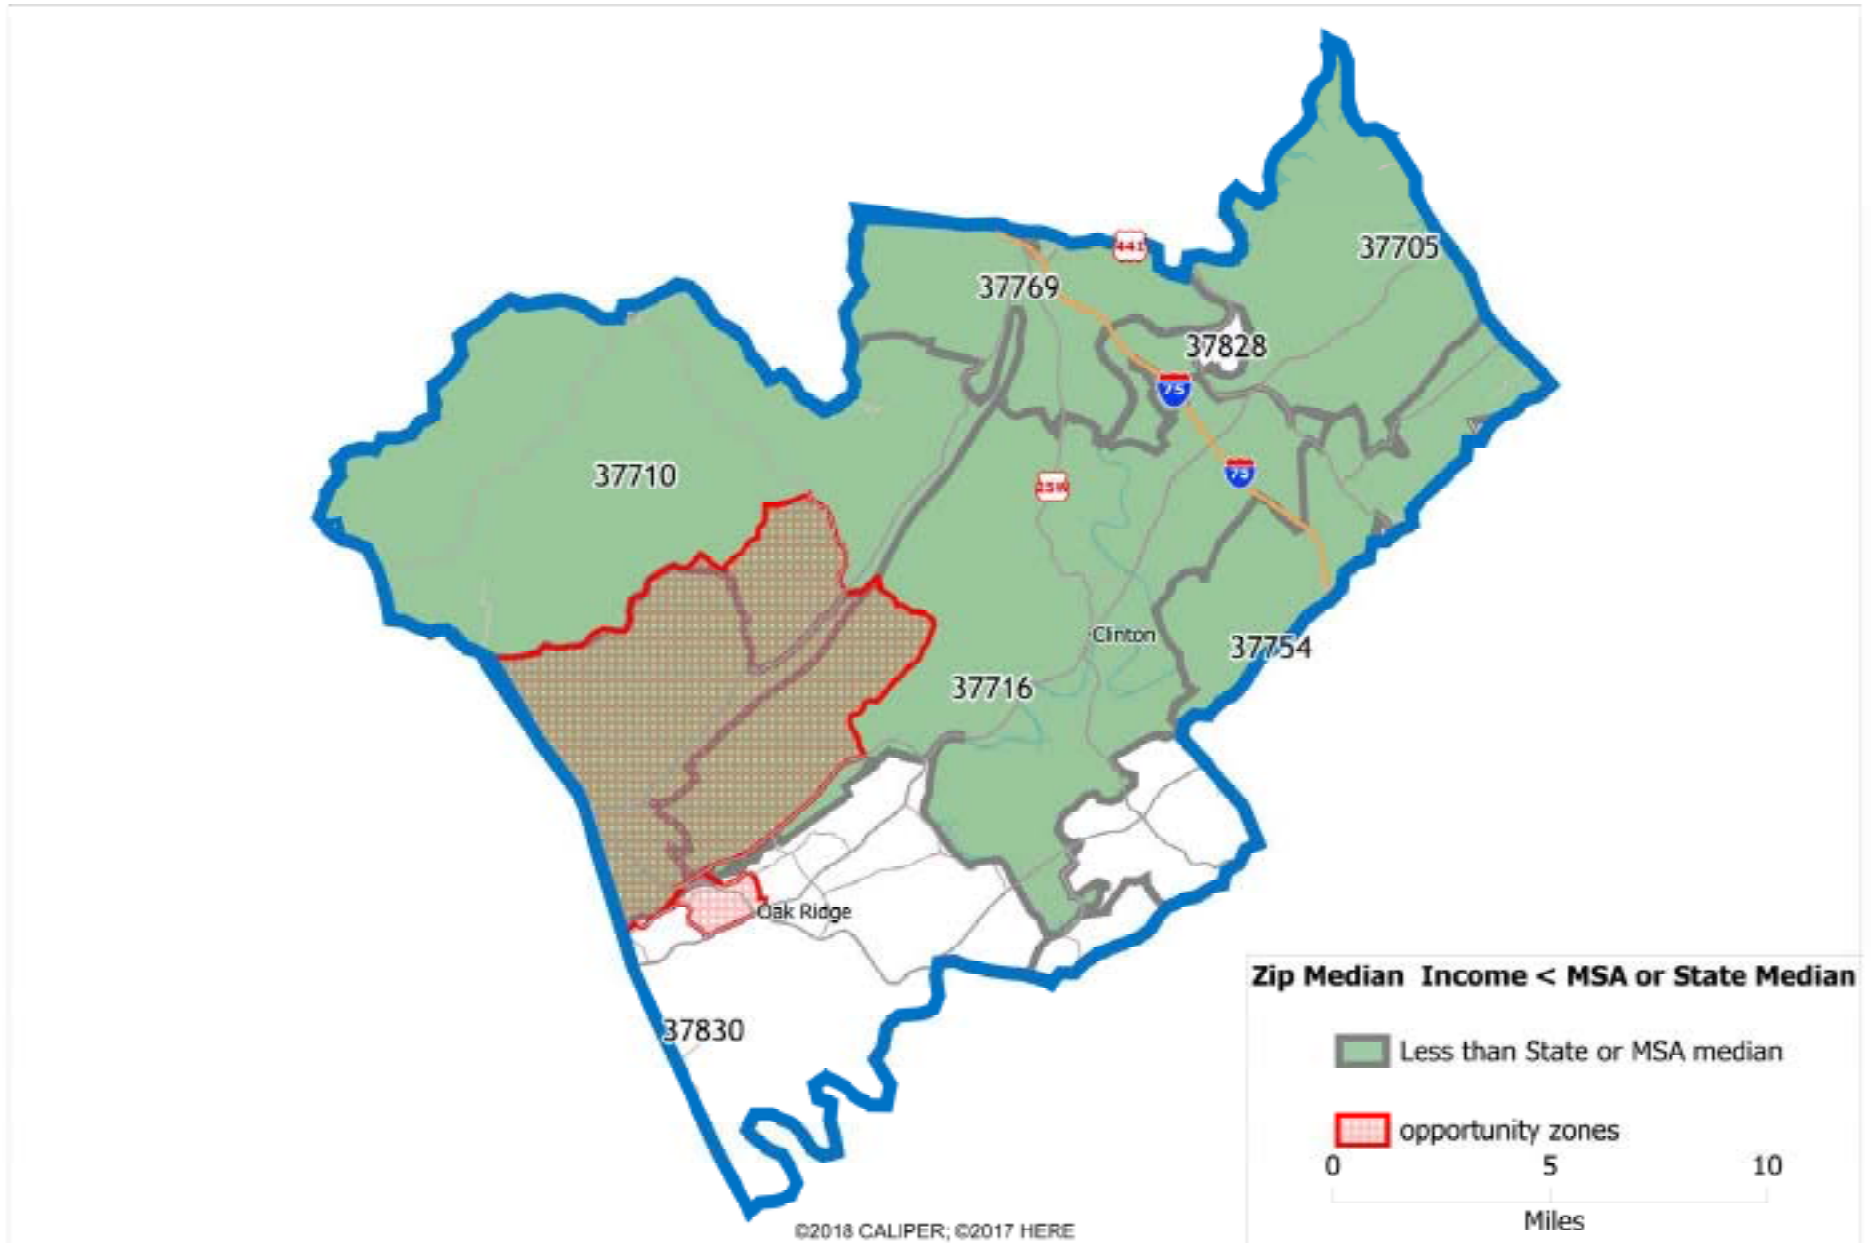 441
37705
37769
37828
75
37710
75
25W
Clinton
37754
37716
Oak Ridge
37830
Zip Median Income < MSA or State Median
Less than State or MSA median
opportunity zones
0 5 10
Miles
©2018 CALIPER; ©2017 HERE